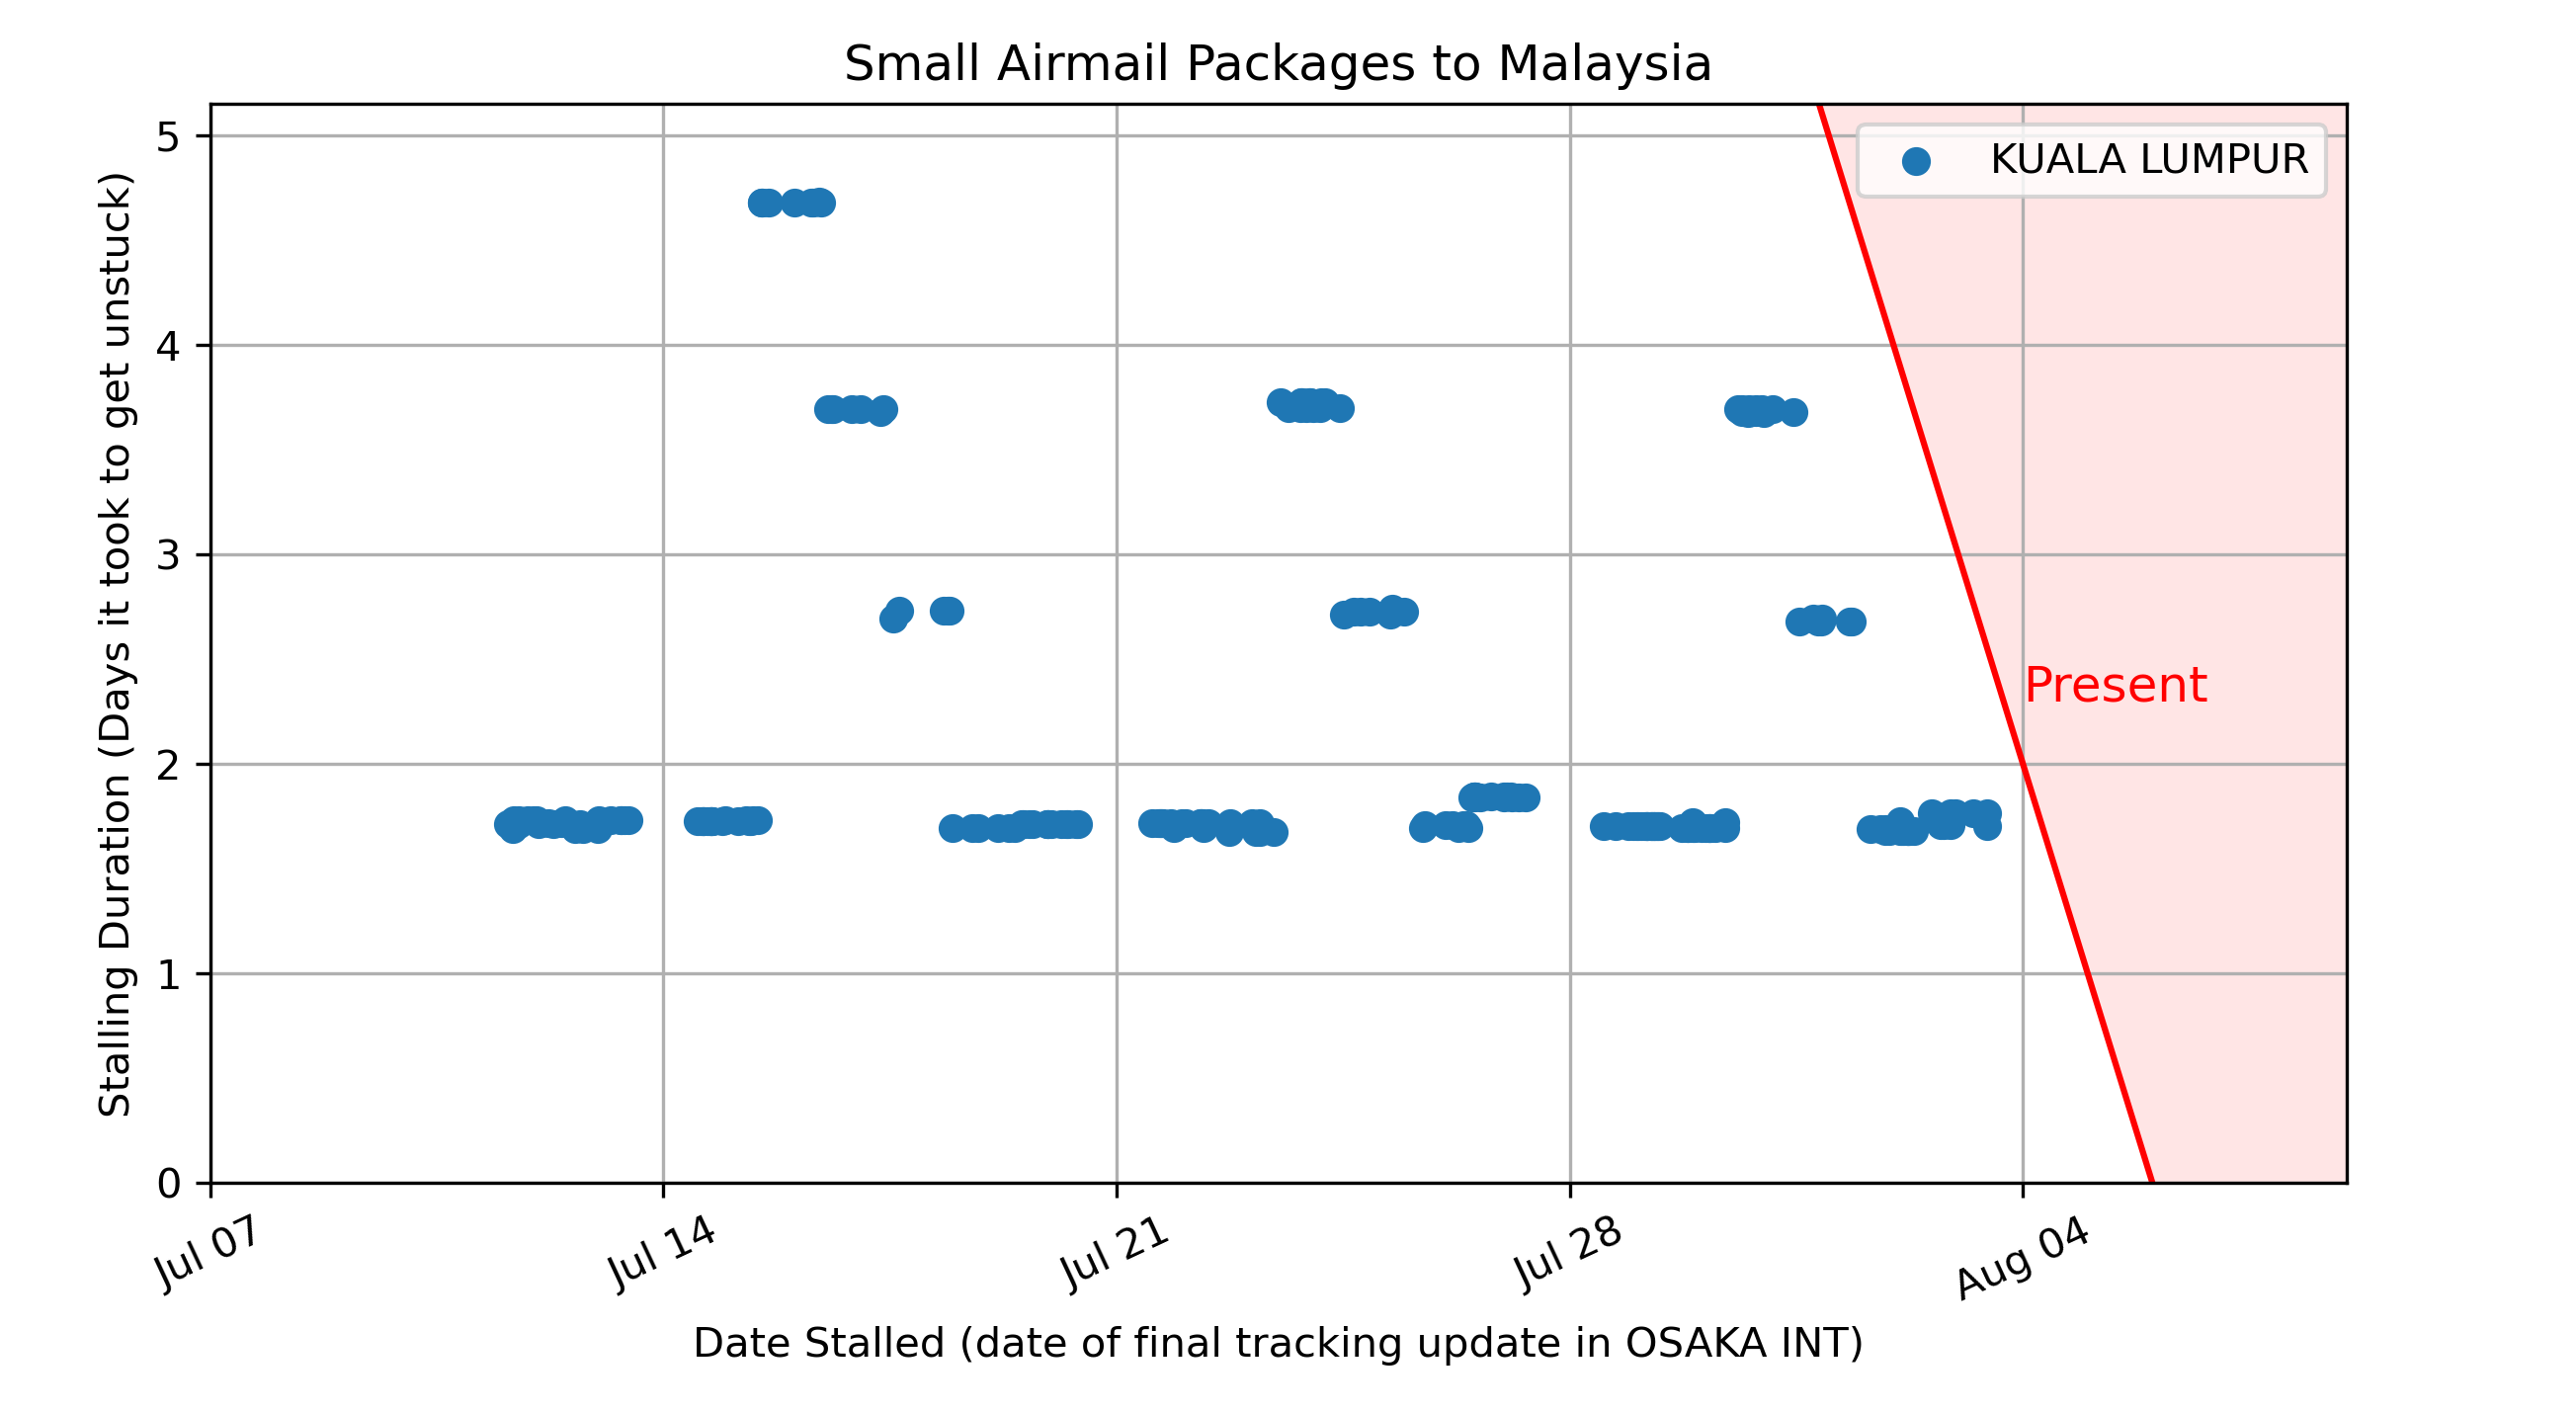 Small Airmail Packages to Malaysia
KUALA LUMPUR
Stalling Duration (Days it took to get unstuck)
5
4
3
2
1
0
Present
Jul 07
Jul 14
Jul 21
Jul 28
Aug 04
Date Stalled (date of final tracking update in OSAKA INT)